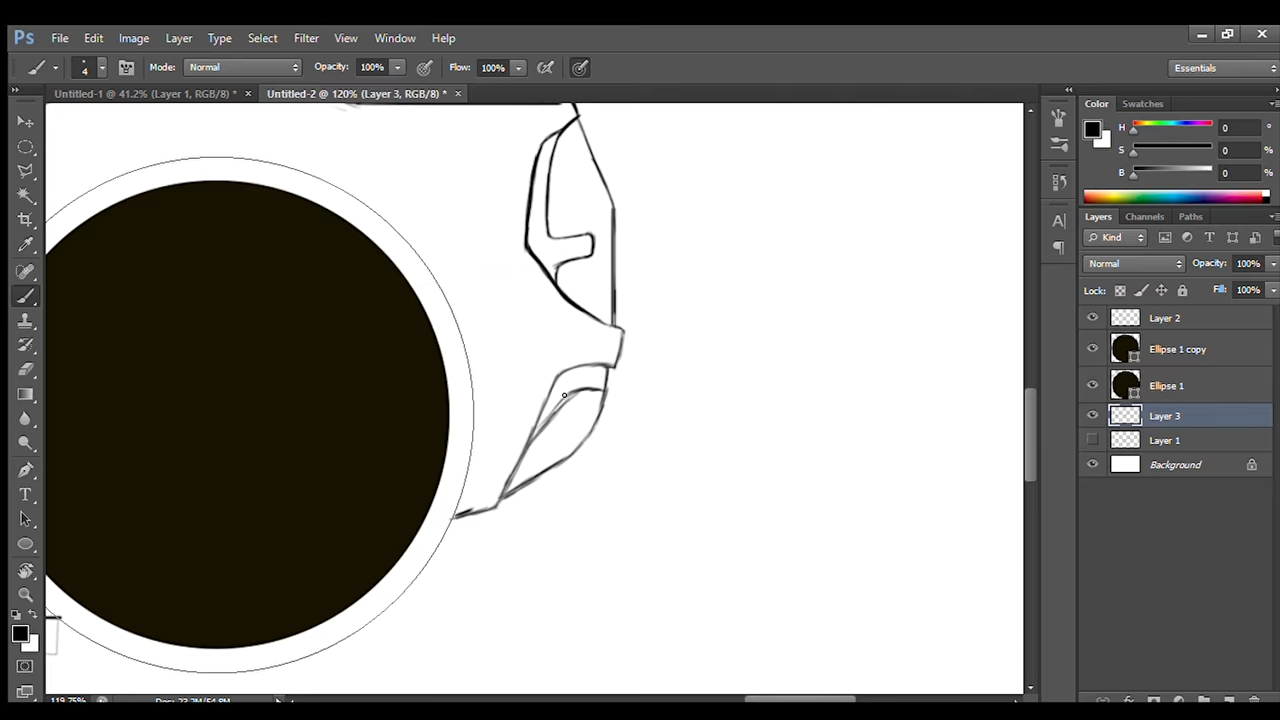 Ps File Edit Image Layer Type Select Filter View Window Help
4 Mode: Normal Opacity: 100% Flow: 100% Essentials
Untitled-1 @ 41.2% (Layer 1, RGB/8) * × Untitled-2 @ 120% (Layer 3, RGB/8) * ×
Color Swatches
H 0 °
S 0 %
B 0 %
Layers Channels Paths
Kind
Normal Opacity: 100%
Lock: Fill: 100%
Layer 2
Ellipse 1 copy
Ellipse 1
Layer 3
Layer 1
Background
119.75%